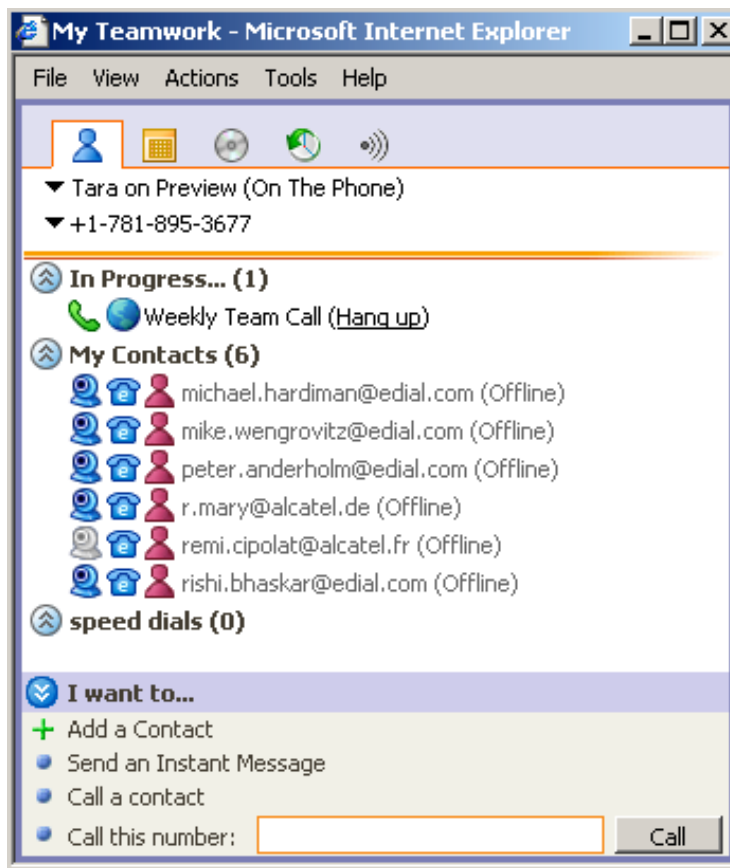 My Teamwork - Microsoft Internet Explorer
File View Actions Tools Help
Tara on Preview (On The Phone)
+1-781-895-3677
In Progress... (1)
Weekly Team Call (Hang up)
My Contacts (6)
michael.hardiman@edial.com (Offline)
mike.wengrovitz@edial.com (Offline)
peter.anderholm@edial.com (Offline)
r.mary@alcatel.de (Offline)
remi.cipolat@alcatel.fr (Offline)
rishi.bhaskar@edial.com (Offline)
speed dials (0)
I want to...
Add a Contact
Send an Instant Message
Call a contact
Call this number: Call